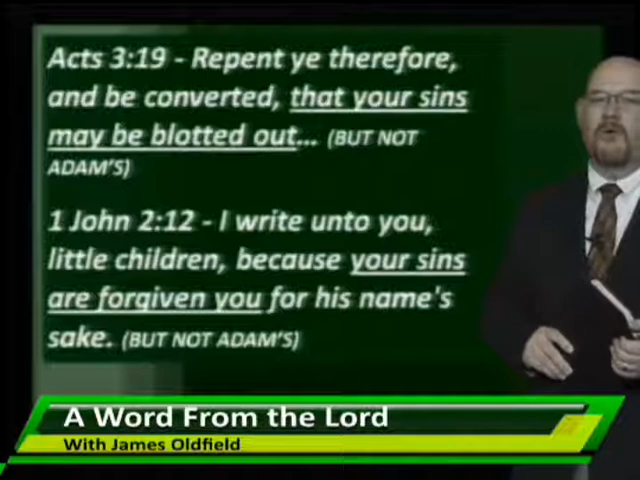 Acts 3:19 - Repent ye therefore,
and be converted, that your sins
may be blotted out... (BUT NOT
ADAM'S)
1 John 2:12 - I write unto you,
little children, because your sins
are forgiven you for his name's
sake. (BUT NOT ADAM'S)
A Word From the Lord
With James Oldfield